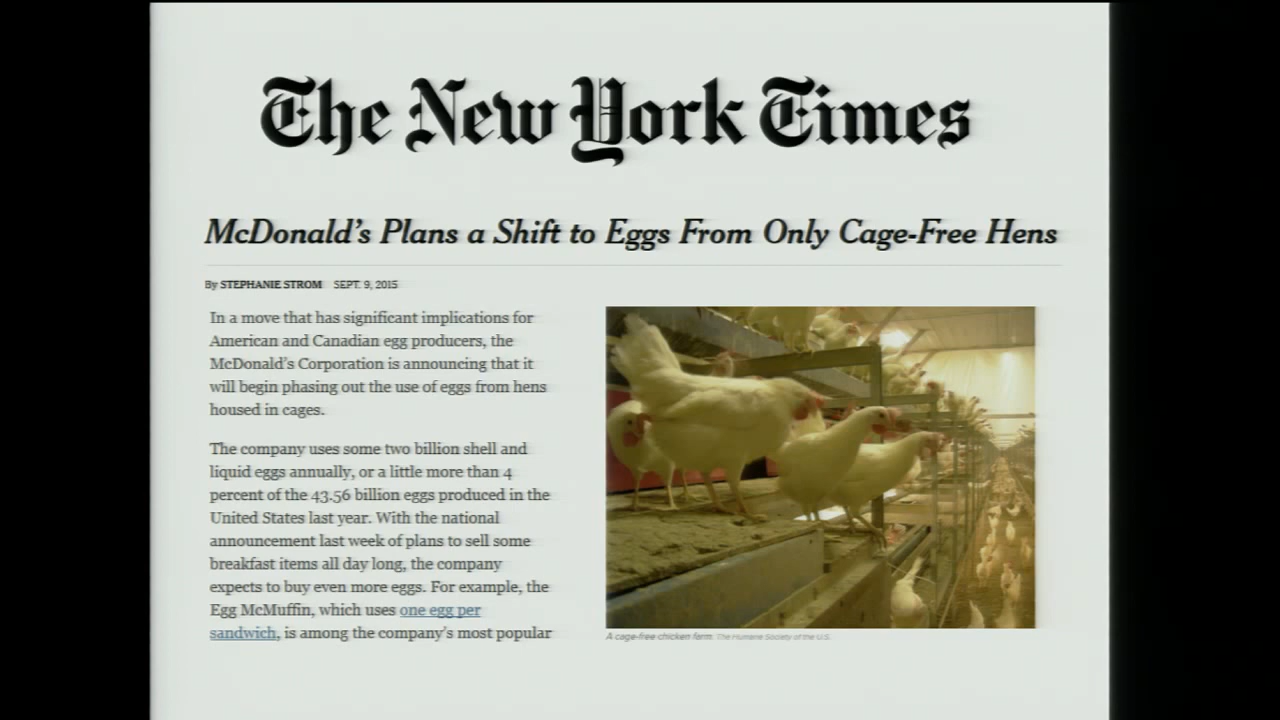 The New York Times
McDonald's Plans a Shift to Eggs From Only Cage-Free Hens
By STEPHANIE STROM SEPT. 9, 2015
In a move that has significant implications for
American and Canadian egg producers, the
McDonald's Corporation is announcing that it
will begin phasing out the use of eggs from hens
housed in cages.
The company uses some two billion shell and
liquid eggs annually, or a little more than 4
percent of the 43.56 billion eggs produced in the
United States last year. With the national
announcement last week of plans to sell some
breakfast items all day long, the company
expects to buy even more eggs. For example, the
Egg McMuffin, which uses one egg per
sandwich, is among the company's most popular
A cage-free chicken farm. The Humane Society of the U.S.